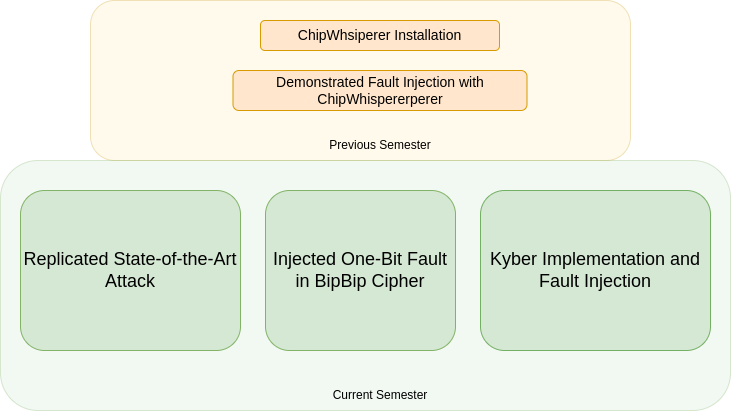 ChipWhsiperer Installation
Demonstrated Fault Injection with
ChipWhispererperer
Previous Semester
Replicated State-of-the-Art
Attack
Injected One-Bit Fault
in BipBip Cipher
Kyber Implementation and
Fault Injection
Current Semester